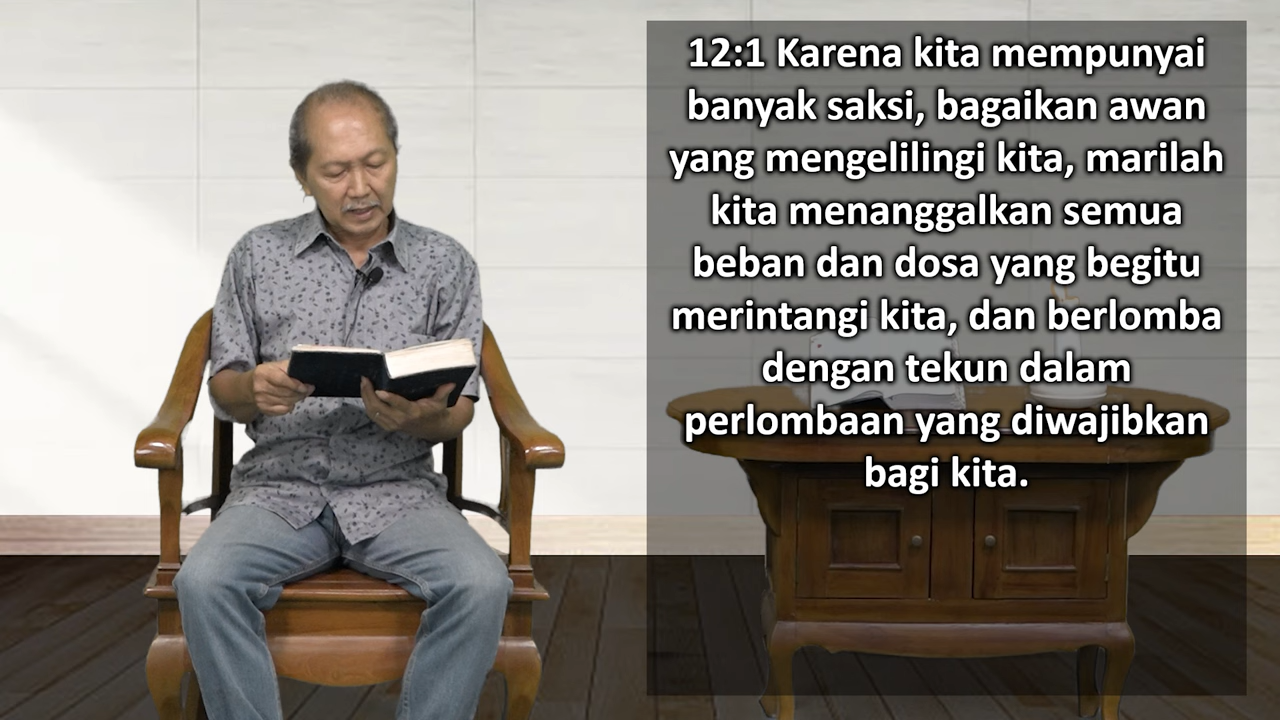 12:1 Karena kita mempunyai
banyak saksi, bagaikan awan
yang mengelilingi kita, marilah
kita menanggalkan semua
beban dan dosa yang begitu
merintangi kita, dan berlomba
dengan tekun dalam
perlombaan yang diwajibkan
bagi kita.